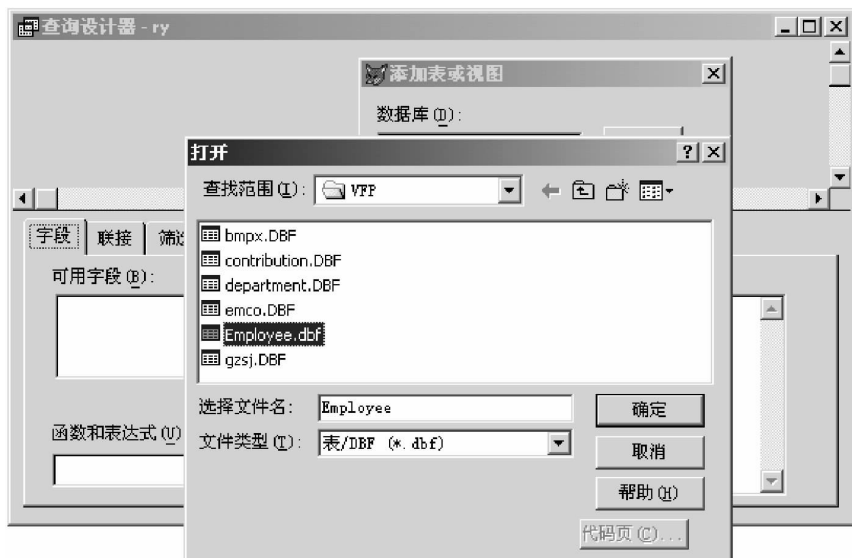 查询设计器 - ry
添加表或视图
数据库(D):
打开
查找范围(I): VFP
字段 联接 筛选
可用字段(B):
bmpx.DBF
contribution.DBF
department.DBF
emco.DBF
Employee.dbf
gzsj.DBF
选择文件名: Employee 确定
函数和表达式(U)
文件类型(T): 表/DBF (*.dbf) 取消
帮助(H)
代码页(C)...